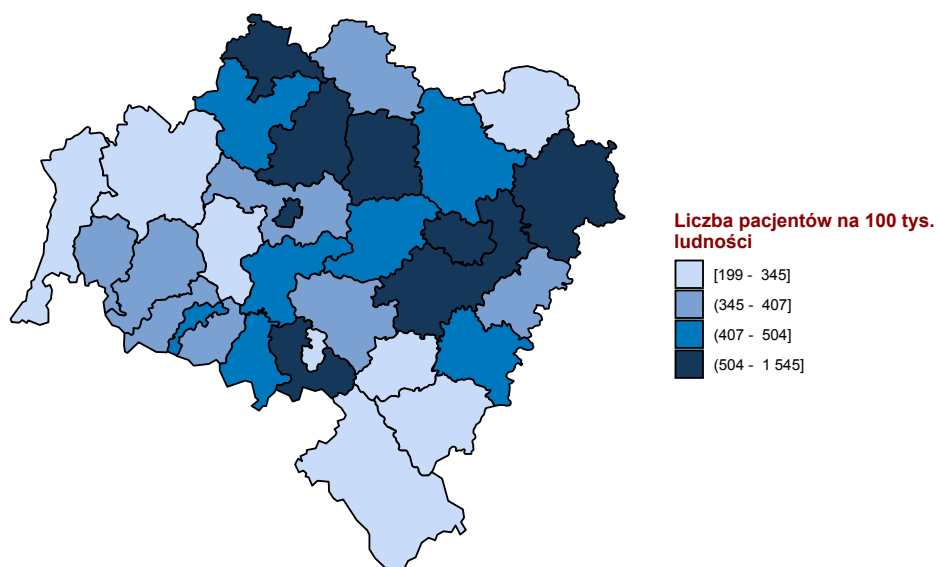 Liczba pacjentów na 100 tys.
ludności
[199 - 345]
(345 - 407]
(407 - 504]
(504 - 1 545]